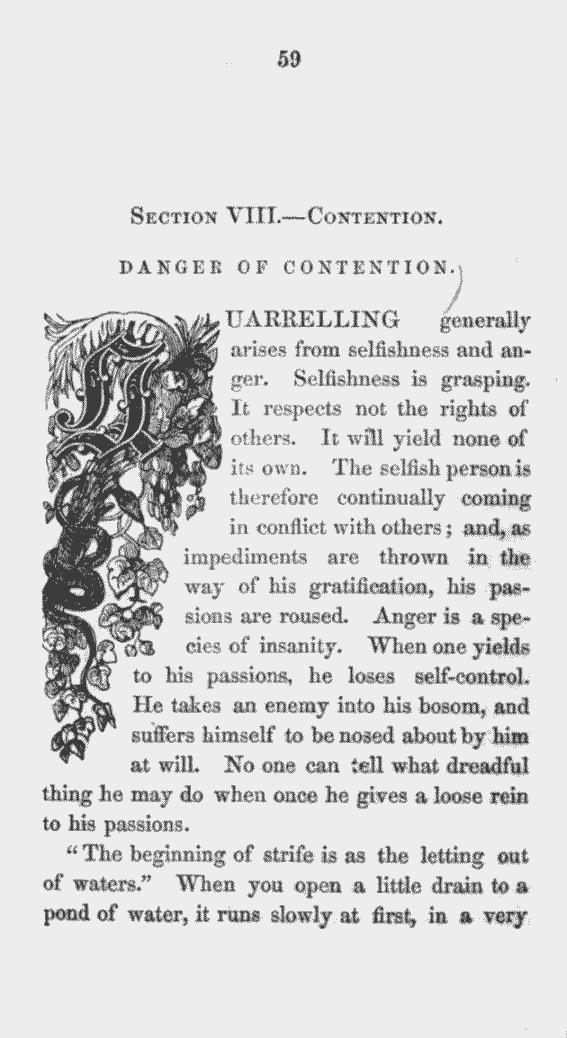 59
SECTION VIII.—CONTENTION.
DANGER OF CONTENTION.
QUARRELLING generally
arises from selfishness and an-
ger. Selfishness is grasping.
It respects not the rights of
others. It will yield none of
its own. The selfish person is
therefore continually coming
in conflict with others; and, as
impediments are thrown in the
way of his gratification, his pas-
sions are roused. Anger is a spe-
cies of insanity. When one yields
to his passions, he loses self-control.
He takes an enemy into his bosom, and
suffers himself to be nosed about by him
at will. No one can tell what dreadful
thing he may do when once he gives a loose rein
to his passions.
"The beginning of strife is as the letting out
of waters." When you open a little drain to a
pond of water, it runs slowly at first, in a very